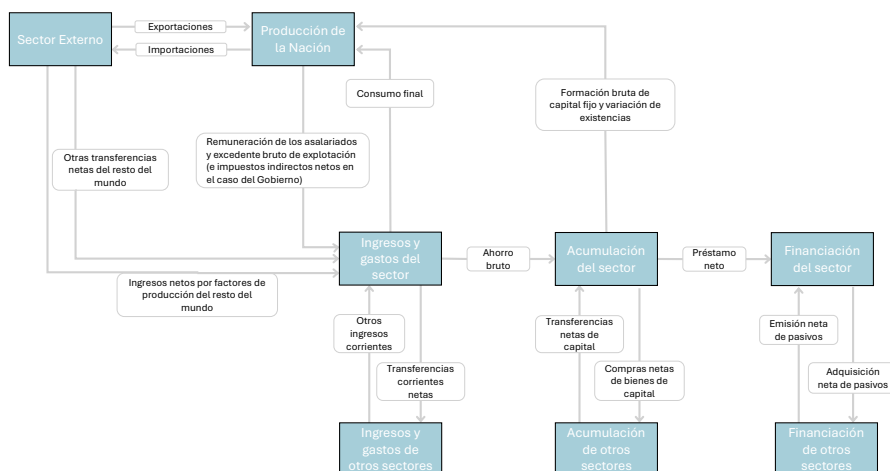 Exportaciones
Sector Externo
Importaciones
Producción de
la Nación
Consumo final
Formación bruta de
capital fijo y variación de
existencias
Otras transferencias
netas del resto del
mundo
Remuneración de los asalariados
y excedente bruto de explotación
(e impuestos indirectos netos en
el caso del Gobierno)
Ingresos y
gastos del
sector
Ahorro
bruto
Acumulación
del sector
Préstamo
neto
Financiación
del sector
Ingresos netos por factores de
producción del resto del
mundo
Otros
ingresos
corrientes
Transferencias
corrientes
netas
Transferencias
netas de
capital
Compras netas
de bienes de
capital
Emisión neta
de pasivos
Adquisición
neta de pasivos
Ingresos y
gastos de
otros sectores
Acumulación
de otros
sectores
Financiación
de otros
sectores